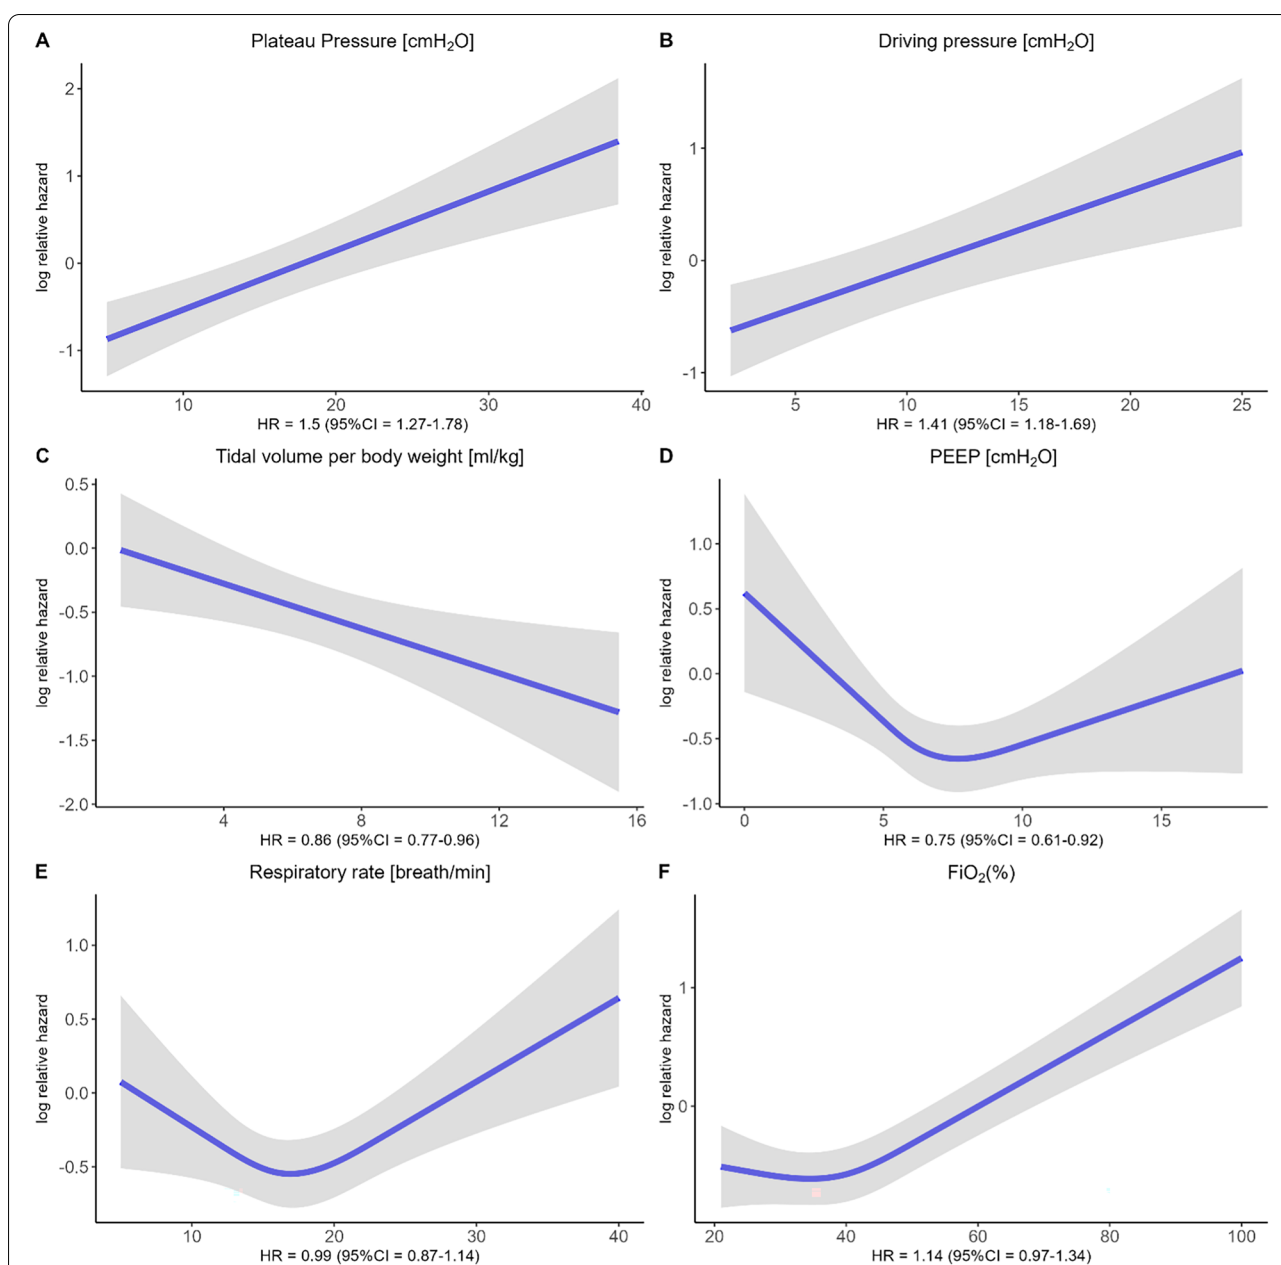 A Plateau Pressure [cmH₂O]
log relative hazard
2
1
0
-1
10 20 30 40
HR = 1.5 (95%CI = 1.27-1.78)
B Driving pressure [cmH₂O]
log relative hazard
1
0
-1
5 10 15 20 25
HR = 1.41 (95%CI = 1.18-1.69)
C Tidal volume per body weight [ml/kg]
log relative hazard
0.5
0.0
-0.5
-1.0
-1.5
-2.0
4 8 12 16
HR = 0.86 (95%CI = 0.77-0.96)
D PEEP [cmH₂O]
log relative hazard
1.0
0.5
0.0
-0.5
-1.0
0 5 10 15
HR = 0.75 (95%CI = 0.61-0.92)
E Respiratory rate [breath/min]
log relative hazard
1.0
0.5
0.0
-0.5
10 20 30 40
HR = 0.99 (95%CI = 0.87-1.14)
F FiO₂(%)
log relative hazard
1
0
20 40 60 80 100
HR = 1.14 (95%CI = 0.97-1.34)